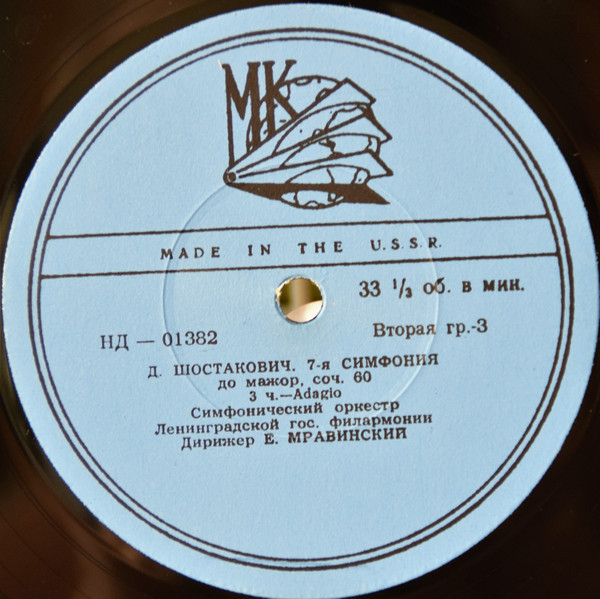 МК
MADE IN THE U.S.S.R.
33 1/3 об. в мин.
НД — 01382
Вторая гр.-3
Д. ШОСТАКОВИЧ. 7-я СИМФОНИЯ
до мажор, соч. 60
3 ч.—Adagio
Симфонический оркестр
Ленинградской гос. филармонии
Дирижер Е. МРАВИНСКИЙ